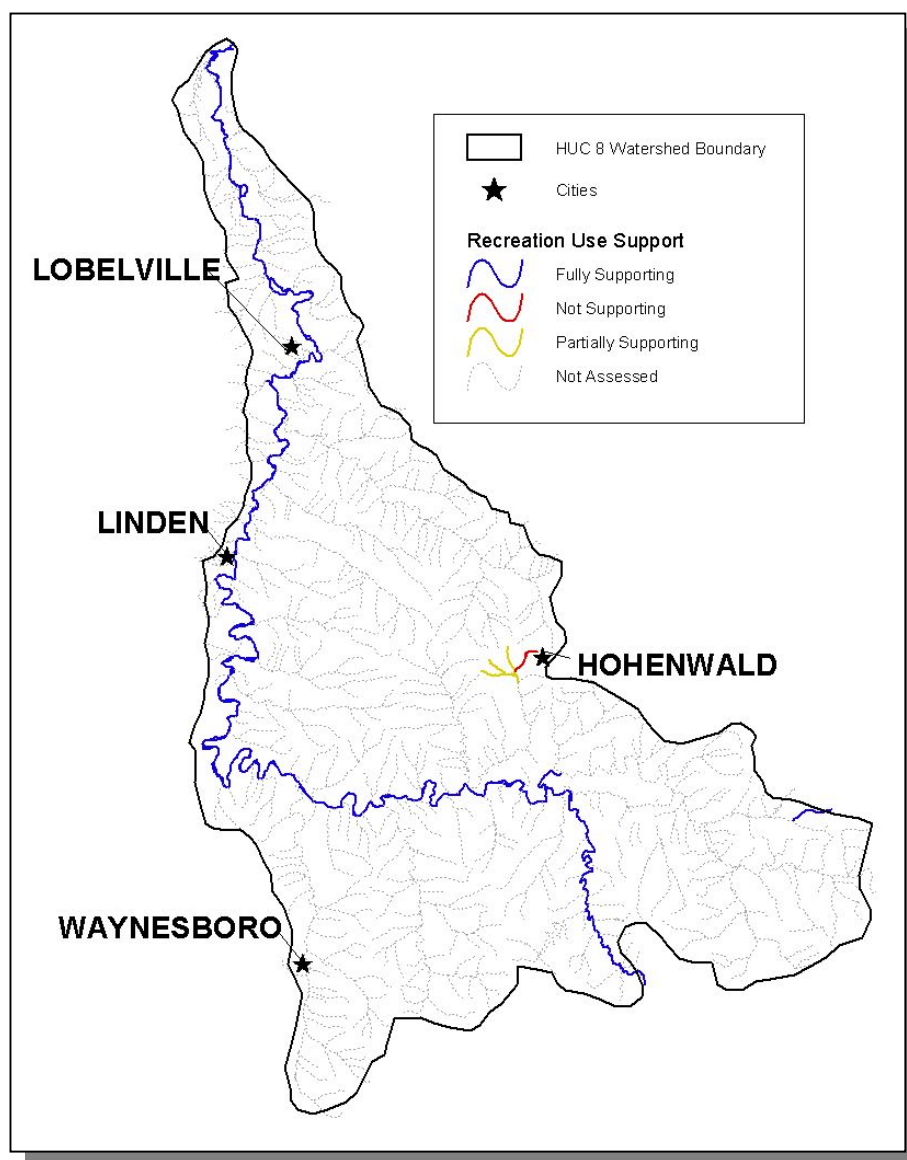 HUC 8 Watershed Boundary
Cities
Recreation Use Support
Fully Supporting
Not Supporting
Partially Supporting
Not Assessed
LOBELVILLE
LINDEN
HOHENWALD
WAYNESBORO